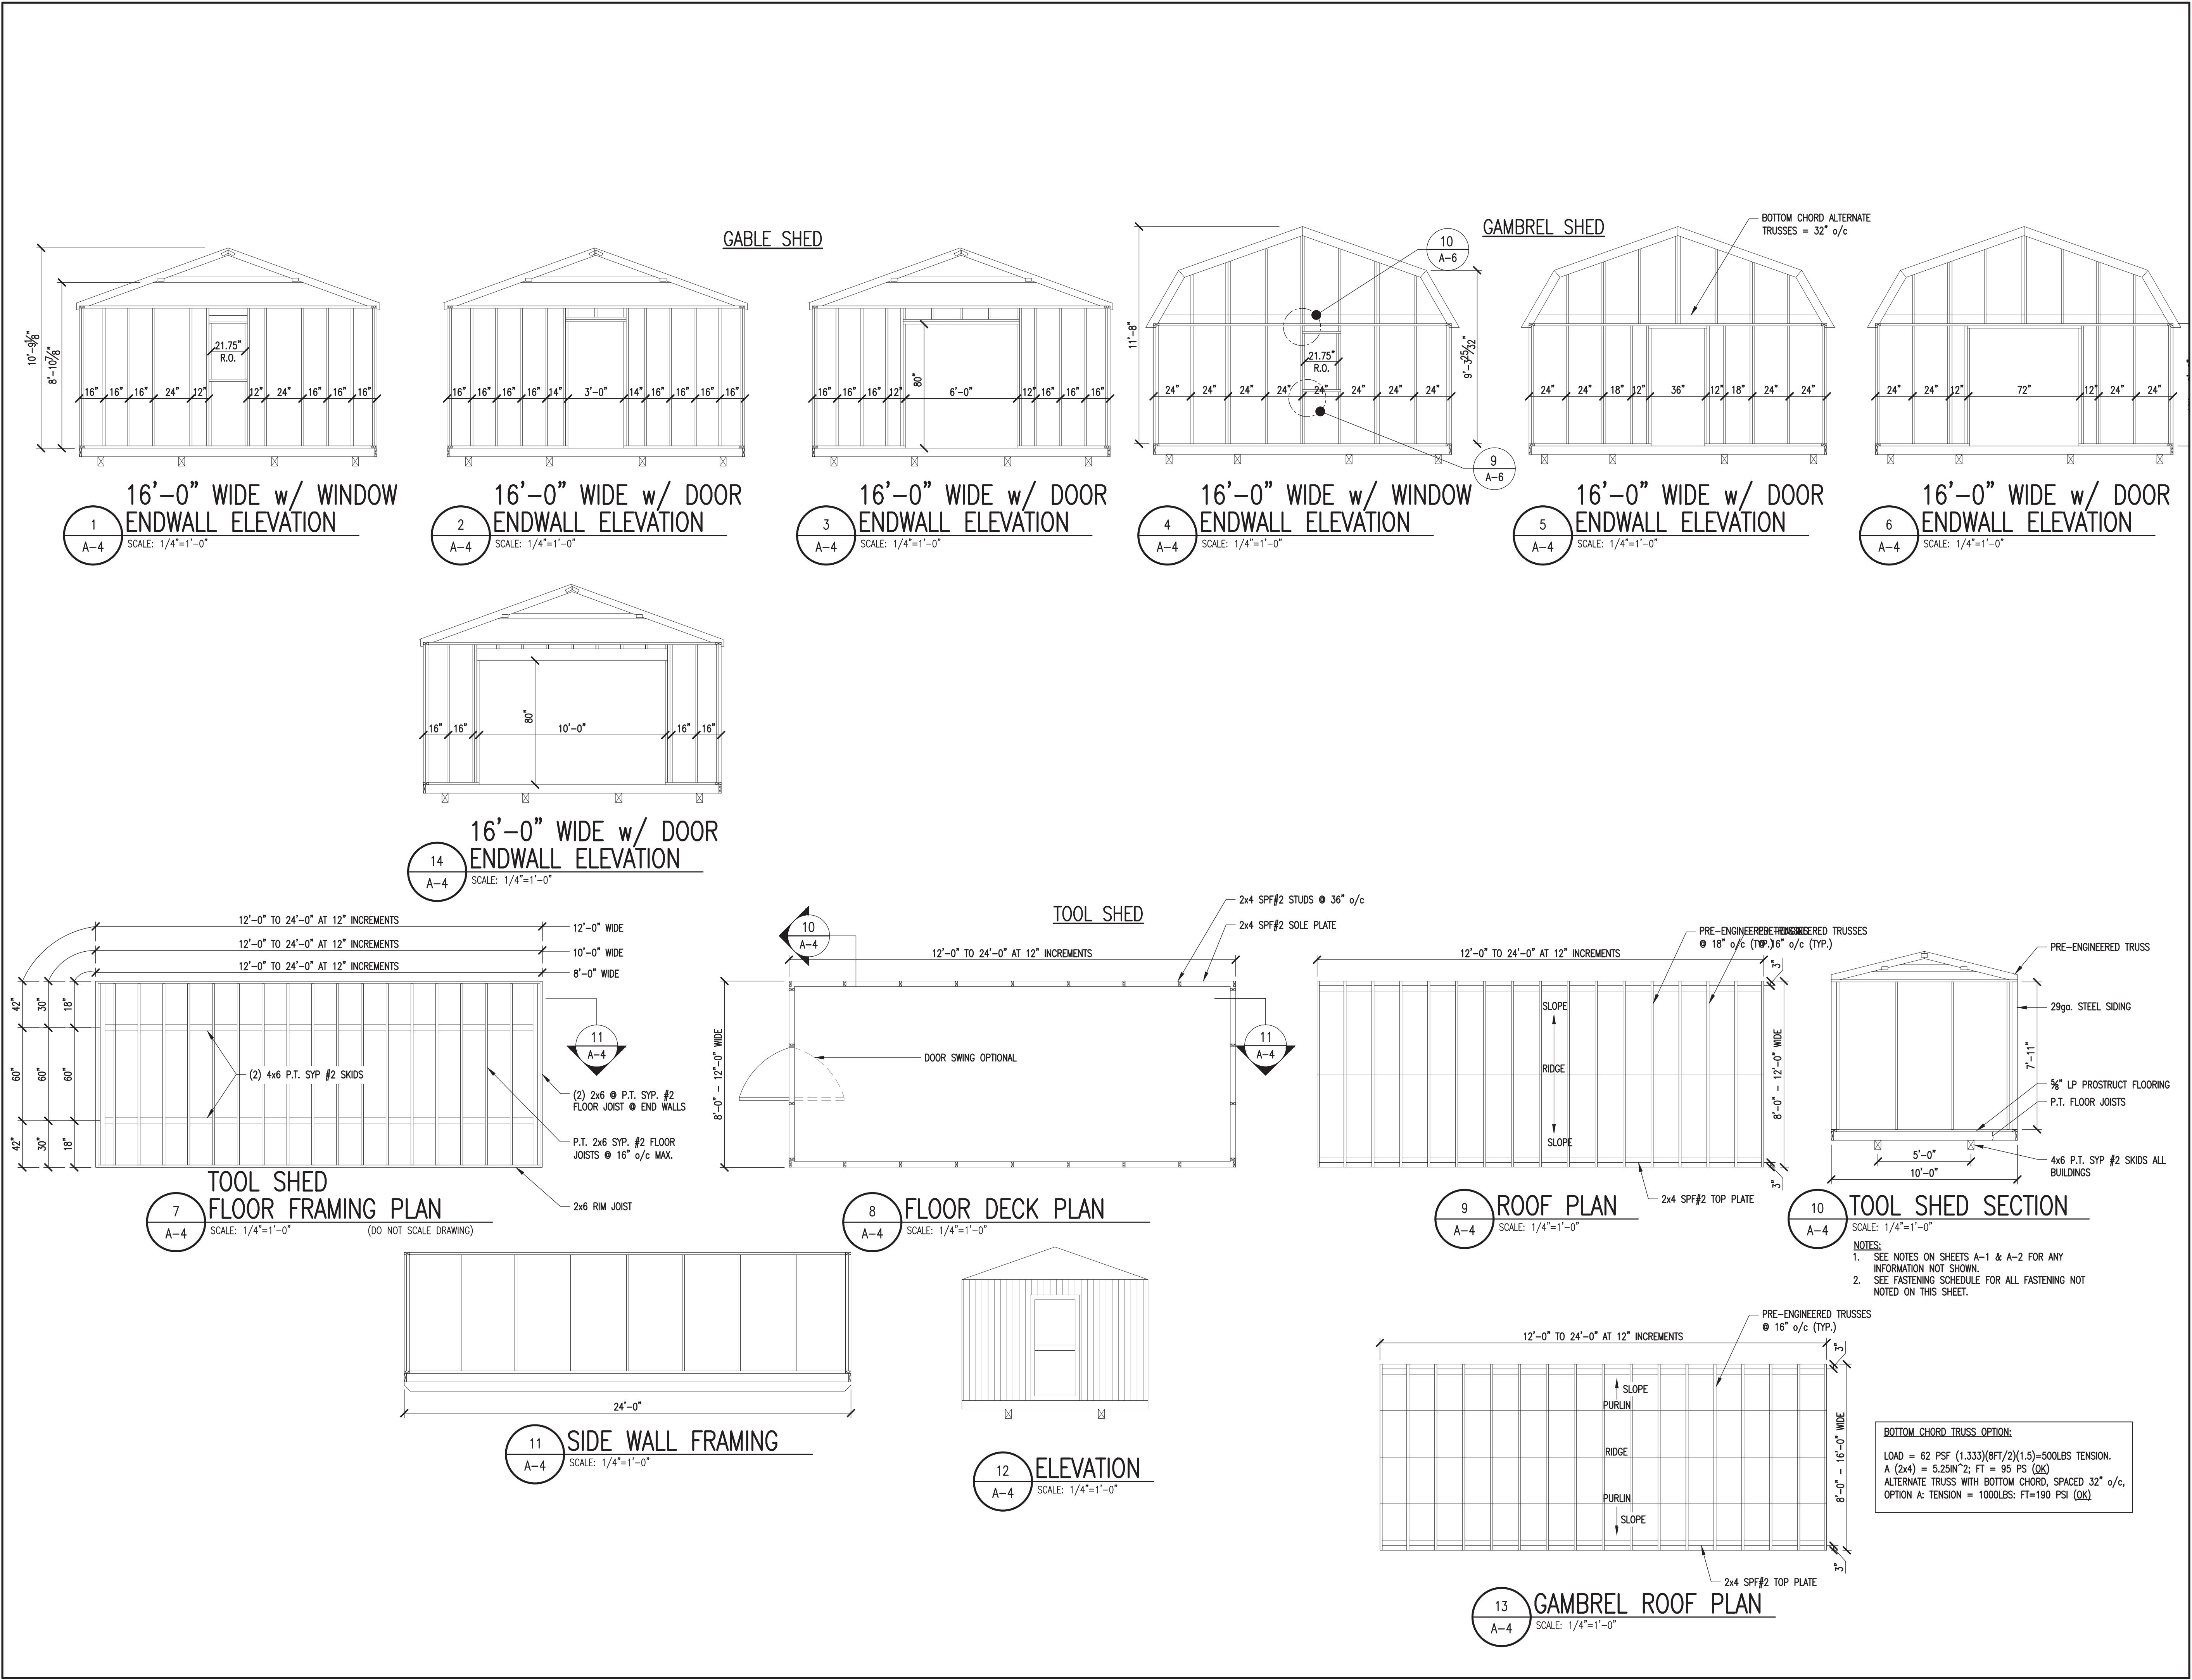 GABLE SHED
10'-9⅝"
8'-10⅞"
21.75"
R.O.
16" 16" 16" 24" 12" 12" 24" 16" 16" 16"
1
A-4
16'-0" WIDE w/ WINDOW
ENDWALL ELEVATION
SCALE: 1/4"=1'-0"
16" 16" 16" 16" 14" 3'-0" 14" 16" 16" 16" 16"
2
A-4
16'-0" WIDE w/ DOOR
ENDWALL ELEVATION
SCALE: 1/4"=1'-0"
80"
16" 16" 16" 12" 6'-0" 12" 16" 16" 16"
3
A-4
16'-0" WIDE w/ DOOR
ENDWALL ELEVATION
SCALE: 1/4"=1'-0"
GAMBREL SHED
10
A-6
11'-8"
9'-3 25/32"
21.75"
R.O.
24" 24" 24" 24" 24" 24" 24" 24"
9
A-6
4
A-4
16'-0" WIDE w/ WINDOW
ENDWALL ELEVATION
SCALE: 1/4"=1'-0"
BOTTOM CHORD ALTERNATE
TRUSSES = 32" o/c
24" 24" 18" 12" 36" 12" 18" 24" 24"
5
A-4
16'-0" WIDE w/ DOOR
ENDWALL ELEVATION
SCALE: 1/4"=1'-0"
24" 24" 12" 72" 12" 24" 24"
6
A-4
16'-0" WIDE w/ DOOR
ENDWALL ELEVATION
SCALE: 1/4"=1'-0"
80"
16" 16" 10'-0" 16" 16"
14
A-4
16'-0" WIDE w/ DOOR
ENDWALL ELEVATION
SCALE: 1/4"=1'-0"
TOOL SHED
12'-0" TO 24'-0" AT 12" INCREMENTS
12'-0" WIDE
12'-0" TO 24'-0" AT 12" INCREMENTS
10'-0" WIDE
12'-0" TO 24'-0" AT 12" INCREMENTS
8'-0" WIDE
42" 30" 18"
60" 60" 60"
42" 30" 18"
(2) 4x6 P.T. SYP #2 SKIDS
11
A-4
(2) 2x6 @ P.T. SYP. #2
FLOOR JOIST @ END WALLS
P.T. 2x6 SYP. #2 FLOOR
JOISTS @ 16" o/c MAX.
2x6 RIM JOIST
7
A-4
TOOL SHED
FLOOR FRAMING PLAN
SCALE: 1/4"=1'-0" (DO NOT SCALE DRAWING)
10
A-4
2x4 SPF#2 STUDS @ 36" o/c
2x4 SPF#2 SOLE PLATE
12'-0" TO 24'-0" AT 12" INCREMENTS
8'-0" - 12'-0" WIDE
DOOR SWING OPTIONAL
11
A-4
8
A-4
FLOOR DECK PLAN
SCALE: 1/4"=1'-0"
PRE-ENGINEERED TRUSSES
@ 18" o/c (TYP.)
PRE-ENGINEERED TRUSSES
@ 16" o/c (TYP.)
12'-0" TO 24'-0" AT 12" INCREMENTS
3"
SLOPE
RIDGE
SLOPE
8'-0" - 12'-0" WIDE
3"
2x4 SPF#2 TOP PLATE
9
A-4
ROOF PLAN
SCALE: 1/4"=1'-0"
PRE-ENGINEERED TRUSS
29ga. STEEL SIDING
7'-11"
⅝" LP PROSTRUCT FLOORING
P.T. FLOOR JOISTS
5'-0"
10'-0"
4x6 P.T. SYP #2 SKIDS ALL
BUILDINGS
10
A-4
TOOL SHED SECTION
SCALE: 1/4"=1'-0"
NOTES:
1. SEE NOTES ON SHEETS A-1 & A-2 FOR ANY
INFORMATION NOT SHOWN.
2. SEE FASTENING SCHEDULE FOR ALL FASTENING NOT
NOTED ON THIS SHEET.
24'-0"
11
A-4
SIDE WALL FRAMING
SCALE: 1/4"=1'-0"
12
A-4
ELEVATION
SCALE: 1/4"=1'-0"
PRE-ENGINEERED TRUSSES
@ 16" o/c (TYP.)
12'-0" TO 24'-0" AT 12" INCREMENTS
3"
SLOPE
PURLIN
RIDGE
PURLIN
SLOPE
8'-0" - 16'-0" WIDE
3"
2x4 SPF#2 TOP PLATE
13
A-4
GAMBREL ROOF PLAN
SCALE: 1/4"=1'-0"
BOTTOM CHORD TRUSS OPTION:
LOAD = 62 PSF (1.333)(8FT/2)(1.5)=500LBS TENSION.
A (2x4) = 5.25IN^2; FT = 95 PS (OK)
ALTERNATE TRUSS WITH BOTTOM CHORD, SPACED 32" o/c,
OPTION A: TENSION = 1000LBS: FT=190 PSI (OK)